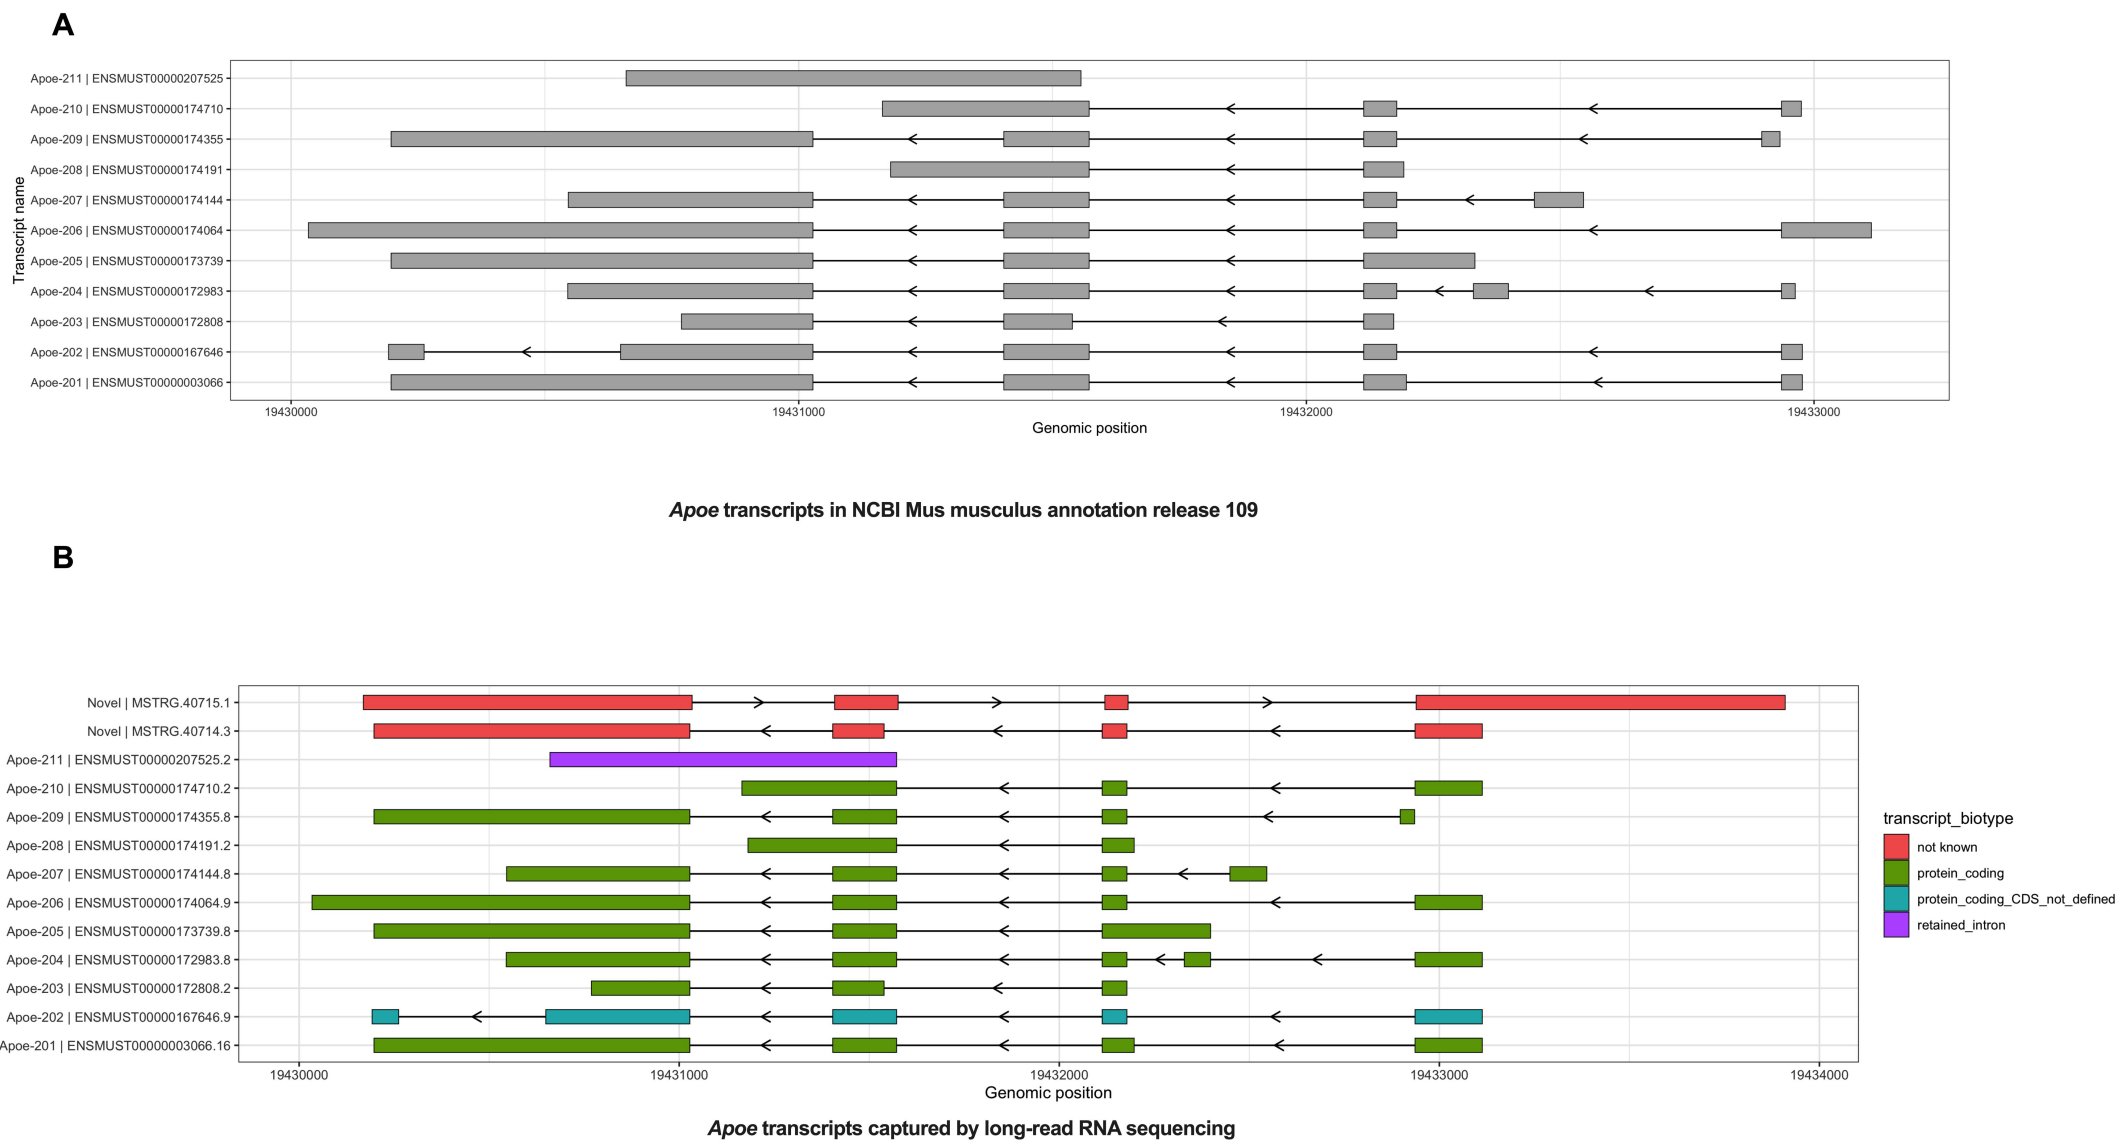 A
Transcript name
Apoe-211 | ENSMUST00000207525
Apoe-210 | ENSMUST00000174710
Apoe-209 | ENSMUST00000174355
Apoe-208 | ENSMUST00000174191
Apoe-207 | ENSMUST00000174144
Apoe-206 | ENSMUST00000174064
Apoe-205 | ENSMUST00000173739
Apoe-204 | ENSMUST00000172983
Apoe-203 | ENSMUST00000172808
Apoe-202 | ENSMUST00000167646
Apoe-201 | ENSMUST00000003066
19430000 19431000 19432000 19433000
Genomic position
Apoe transcripts in NCBI Mus musculus annotation release 109
B
Novel | MSTRG.40715.1
Novel | MSTRG.40714.3
Apoe-211 | ENSMUST00000207525.2
Apoe-210 | ENSMUST00000174710.2
Apoe-209 | ENSMUST00000174355.8
Apoe-208 | ENSMUST00000174191.2
Apoe-207 | ENSMUST00000174144.8
Apoe-206 | ENSMUST00000174064.9
Apoe-205 | ENSMUST00000173739.8
Apoe-204 | ENSMUST00000172983.8
Apoe-203 | ENSMUST00000172808.2
Apoe-202 | ENSMUST00000167646.9
Apoe-201 | ENSMUST00000003066.16
19430000 19431000 19432000 19433000 19434000
Genomic position
transcript_biotype
not known
protein_coding
protein_coding_CDS_not_defined
retained_intron
Apoe transcripts captured by long-read RNA sequencing